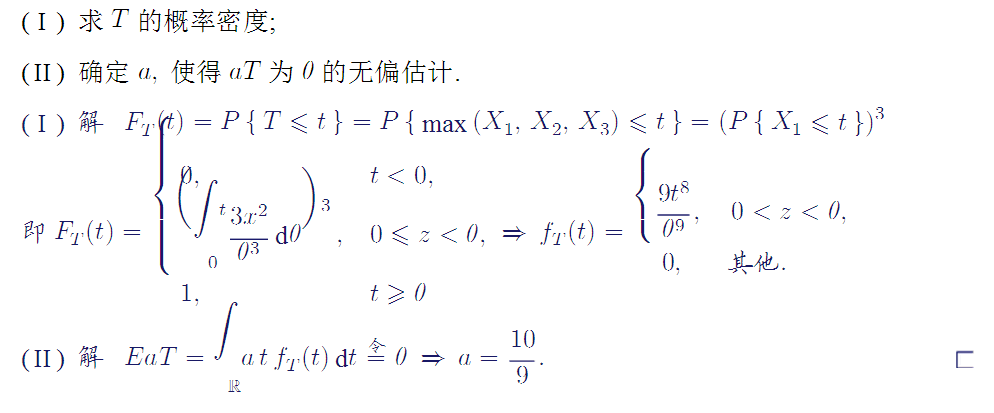 (I) 求 T 的概率密度;
(II) 确定 a, 使得 aT 为 θ 的无偏估计.
(I) 解 F_T(t) = P { T ⩽ t } = P { max (X_1, X_2, X_3) ⩽ t } = (P { X_1 ⩽ t })^3
即 F_T(t) = { 0, t < 0, ( ∫_0^t 3x^2/θ^3 dθ )^3, 0 ⩽ z < θ, 1, t ⩾ θ ⇒ f_T(t) = { 9t^8/θ^9, 0 < z < θ, 0, 其他.
(II) 解 EaT = ∫_ℝ a t f_T(t) dt 令= θ ⇒ a = 10/9.